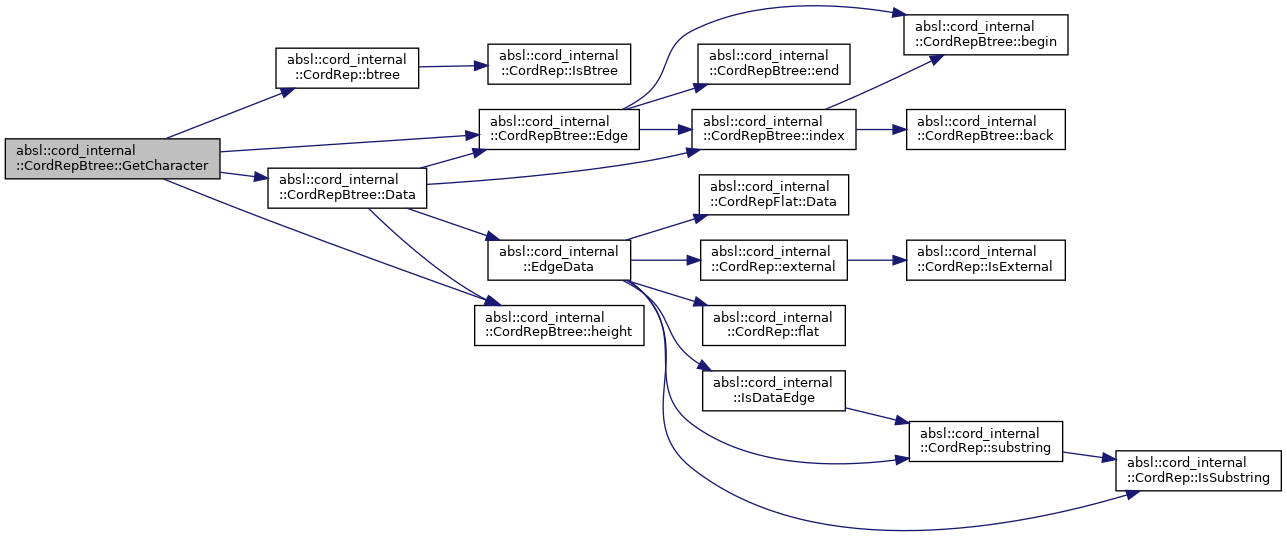 absl::cord_internal
::CordRepBtree::GetCharacter
absl::cord_internal
::CordRep::btree
absl::cord_internal
::CordRep::IsBtree
absl::cord_internal
::CordRepBtree::Edge
absl::cord_internal
::CordRepBtree::Data
absl::cord_internal
::EdgeData
absl::cord_internal
::CordRepBtree::height
absl::cord_internal
::CordRepBtree::end
absl::cord_internal
::CordRepBtree::index
absl::cord_internal
::CordRepFlat::Data
absl::cord_internal
::CordRep::external
absl::cord_internal
::CordRep::flat
absl::cord_internal
::IsDataEdge
absl::cord_internal
::CordRepBtree::begin
absl::cord_internal
::CordRepBtree::back
absl::cord_internal
::CordRep::IsExternal
absl::cord_internal
::CordRep::substring
absl::cord_internal
::CordRep::IsSubstring